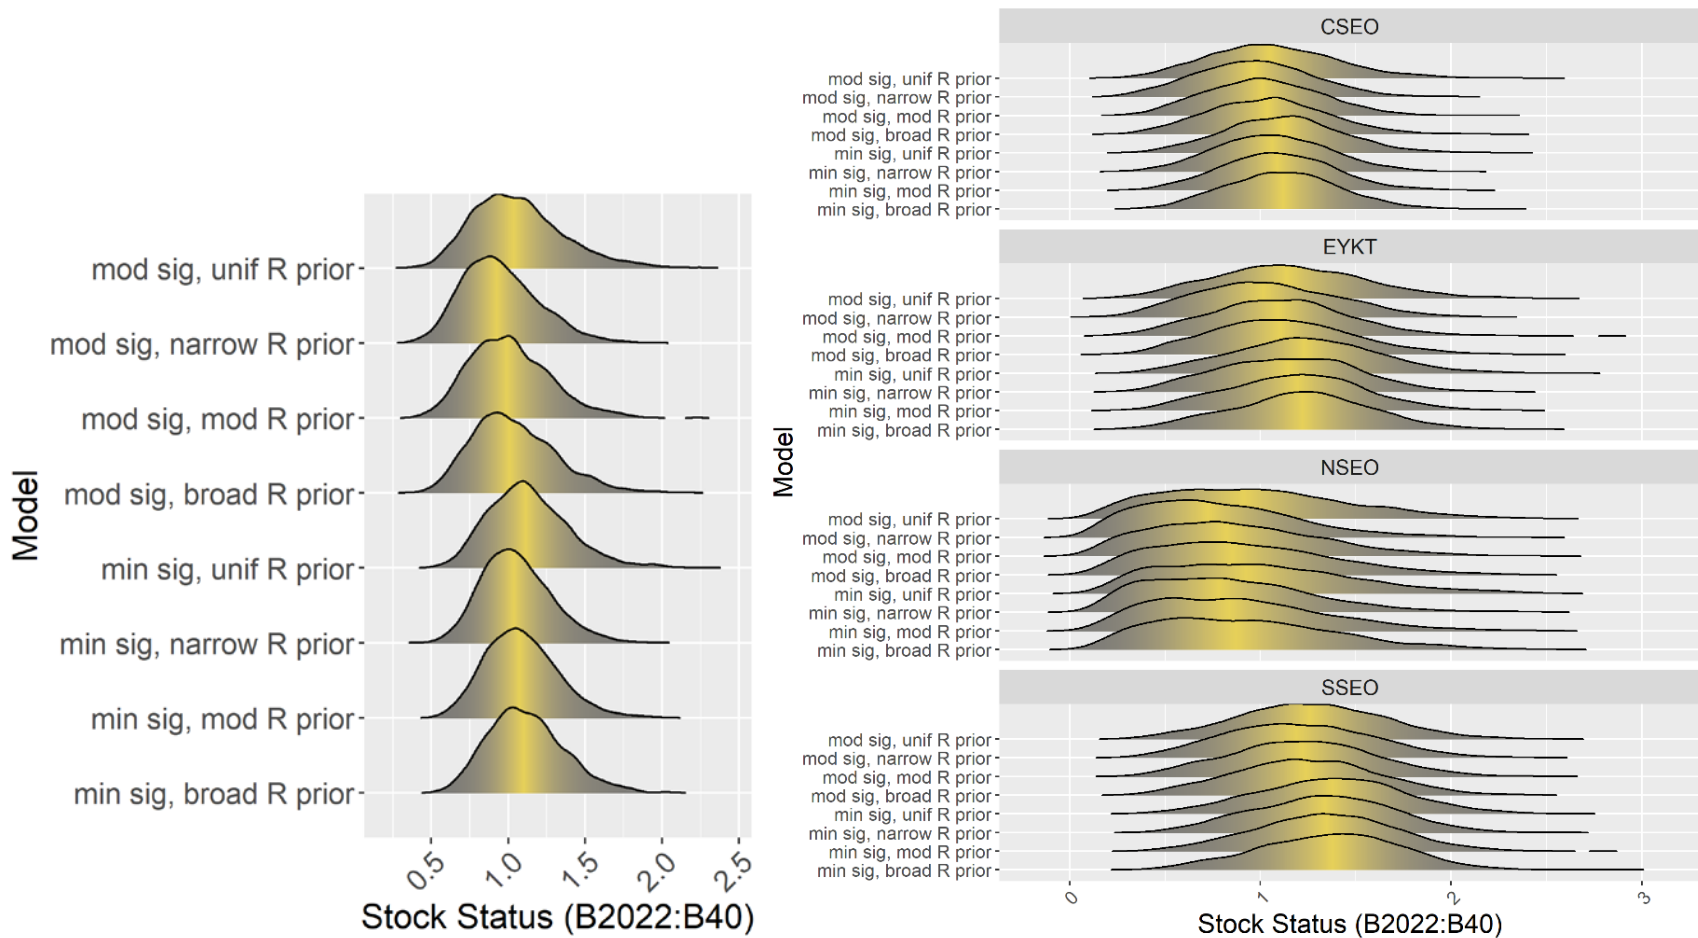 Model
mod sig, unif R prior
mod sig, narrow R prior
mod sig, mod R prior
mod sig, broad R prior
min sig, unif R prior
min sig, narrow R prior
min sig, mod R prior
min sig, broad R prior
0.5 1.0 1.5 2.0 2.5
Stock Status (B2022:B40)
Model
CSEO
mod sig, unif R prior
mod sig, narrow R prior
mod sig, mod R prior
mod sig, broad R prior
min sig, unif R prior
min sig, narrow R prior
min sig, mod R prior
min sig, broad R prior
EYKT
mod sig, unif R prior
mod sig, narrow R prior
mod sig, mod R prior
mod sig, broad R prior
min sig, unif R prior
min sig, narrow R prior
min sig, mod R prior
min sig, broad R prior
NSEO
mod sig, unif R prior
mod sig, narrow R prior
mod sig, mod R prior
mod sig, broad R prior
min sig, unif R prior
min sig, narrow R prior
min sig, mod R prior
min sig, broad R prior
SSEO
mod sig, unif R prior
mod sig, narrow R prior
mod sig, mod R prior
mod sig, broad R prior
min sig, unif R prior
min sig, narrow R prior
min sig, mod R prior
min sig, broad R prior
0 1 2 3
Stock Status (B2022:B40)